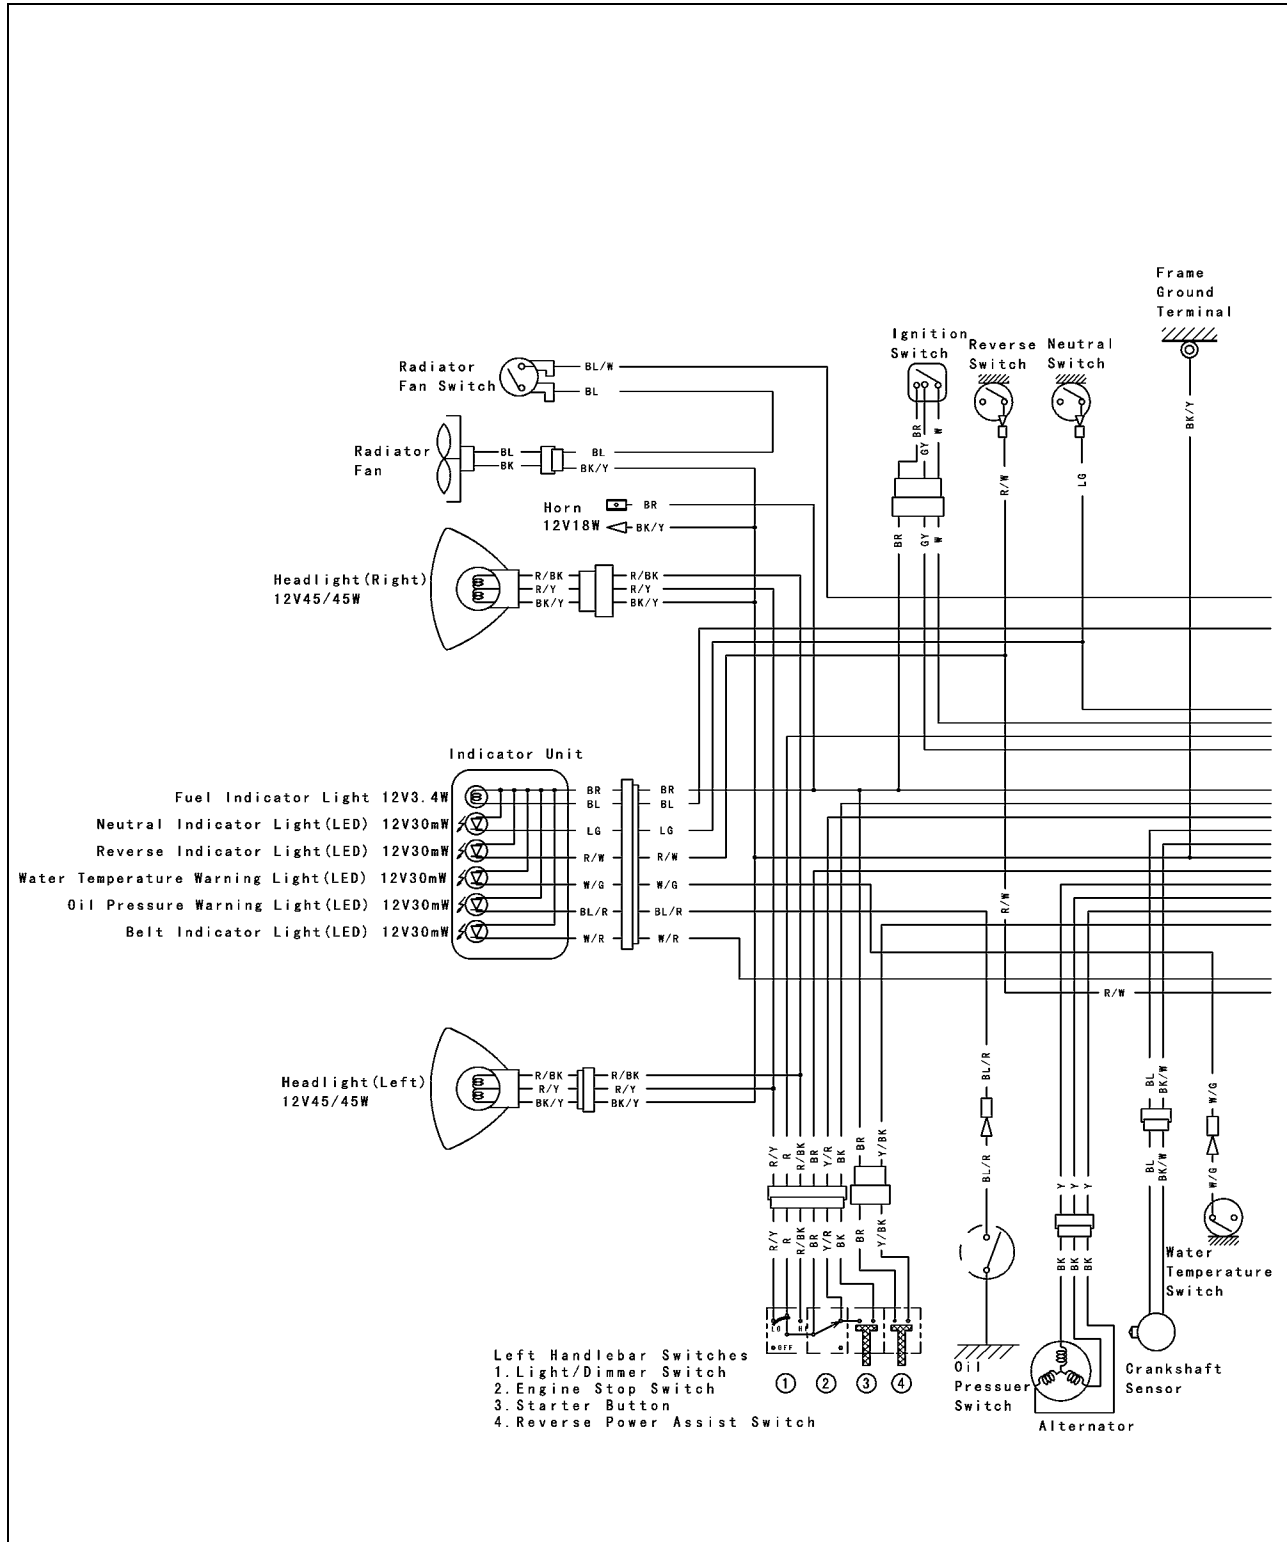 Frame
Ground
Terminal
Ignition
Switch
Reverse
Switch
Neutral
Switch
Radiator
Fan Switch
BL/W
BL
BK/Y
BR
GY
W
Radiator
Fan
BL
BK
BL
BK/Y
R/W
LG
Horn
12V18W
BR
BK/Y
BR
GY
W
Headlight(Right)
12V45/45W
R/BK
R/Y
BK/Y
R/BK
R/Y
BK/Y
Indicator Unit
Fuel Indicator Light 12V3.4W
Neutral Indicator Light(LED) 12V30mW
Reverse Indicator Light(LED) 12V30mW
Water Temperature Warning Light(LED) 12V30mW
Oil Pressure Warning Light(LED) 12V30mW
Belt Indicator Light(LED) 12V30mW
BR
BL
LG
R/W
W/G
BL/R
W/R
BR
BL
LG
R/W
W/G
BL/R
W/R
R/W
R/W
Headlight(Left)
12V45/45W
R/BK
R/Y
BK/Y
R/BK
R/Y
BK/Y
BL/R
BL
BK/W
W/G
R/Y
R
R/BK
BR
Y/R
BK
BR
Y/BK
BL/R
Y
Y
Y
BL
BK/W
W/G
R/Y
R
R/BK
BR
Y/R
BK
BR
Y/BK
BK
BK
BK
Water
Temperature
Switch
LO
HI
OFF
Left Handlebar Switches
1.Light/Dimmer Switch
2.Engine Stop Switch
3.Starter Button
4.Reverse Power Assist Switch
1
2
3
4
Oil
Pressuer
Switch
Alternator
Crankshaft
Sensor